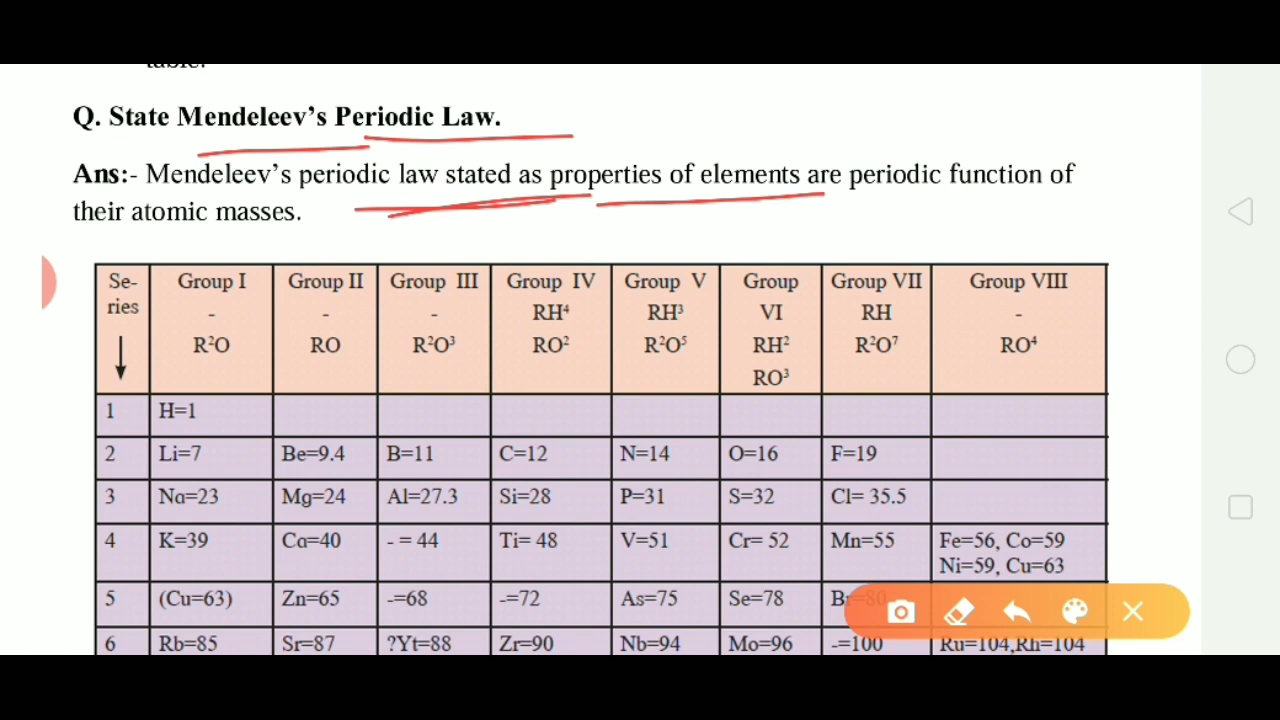 Q. State Mendeleev's Periodic Law.
Ans:- Mendeleev's periodic law stated as properties of elements are periodic function of
their atomic masses.
Se-ries Group I - R²O Group II - RO Group III - R²O³ Group IV RH⁴ RO² Group V RH³ R²O⁵ Group VI RH² RO³ Group VII RH R²O⁷ Group VIII - RO⁴
1 H=1
2 Li=7 Be=9.4 B=11 C=12 N=14 O=16 F=19
3 Na=23 Mg=24 Al=27.3 Si=28 P=31 S=32 Cl= 35.5
4 K=39 Ca=40 - = 44 Ti= 48 V=51 Cr= 52 Mn=55 Fe=56, Co=59
Ni=59, Cu=63
5 (Cu=63) Zn=65 -=68 -=72 As=75 Se=78
6 Rb=85 Sr=87 ?Yt=88 Zr=90 Nb=94 Mo=96 -=100 Ru=104,Rh=104